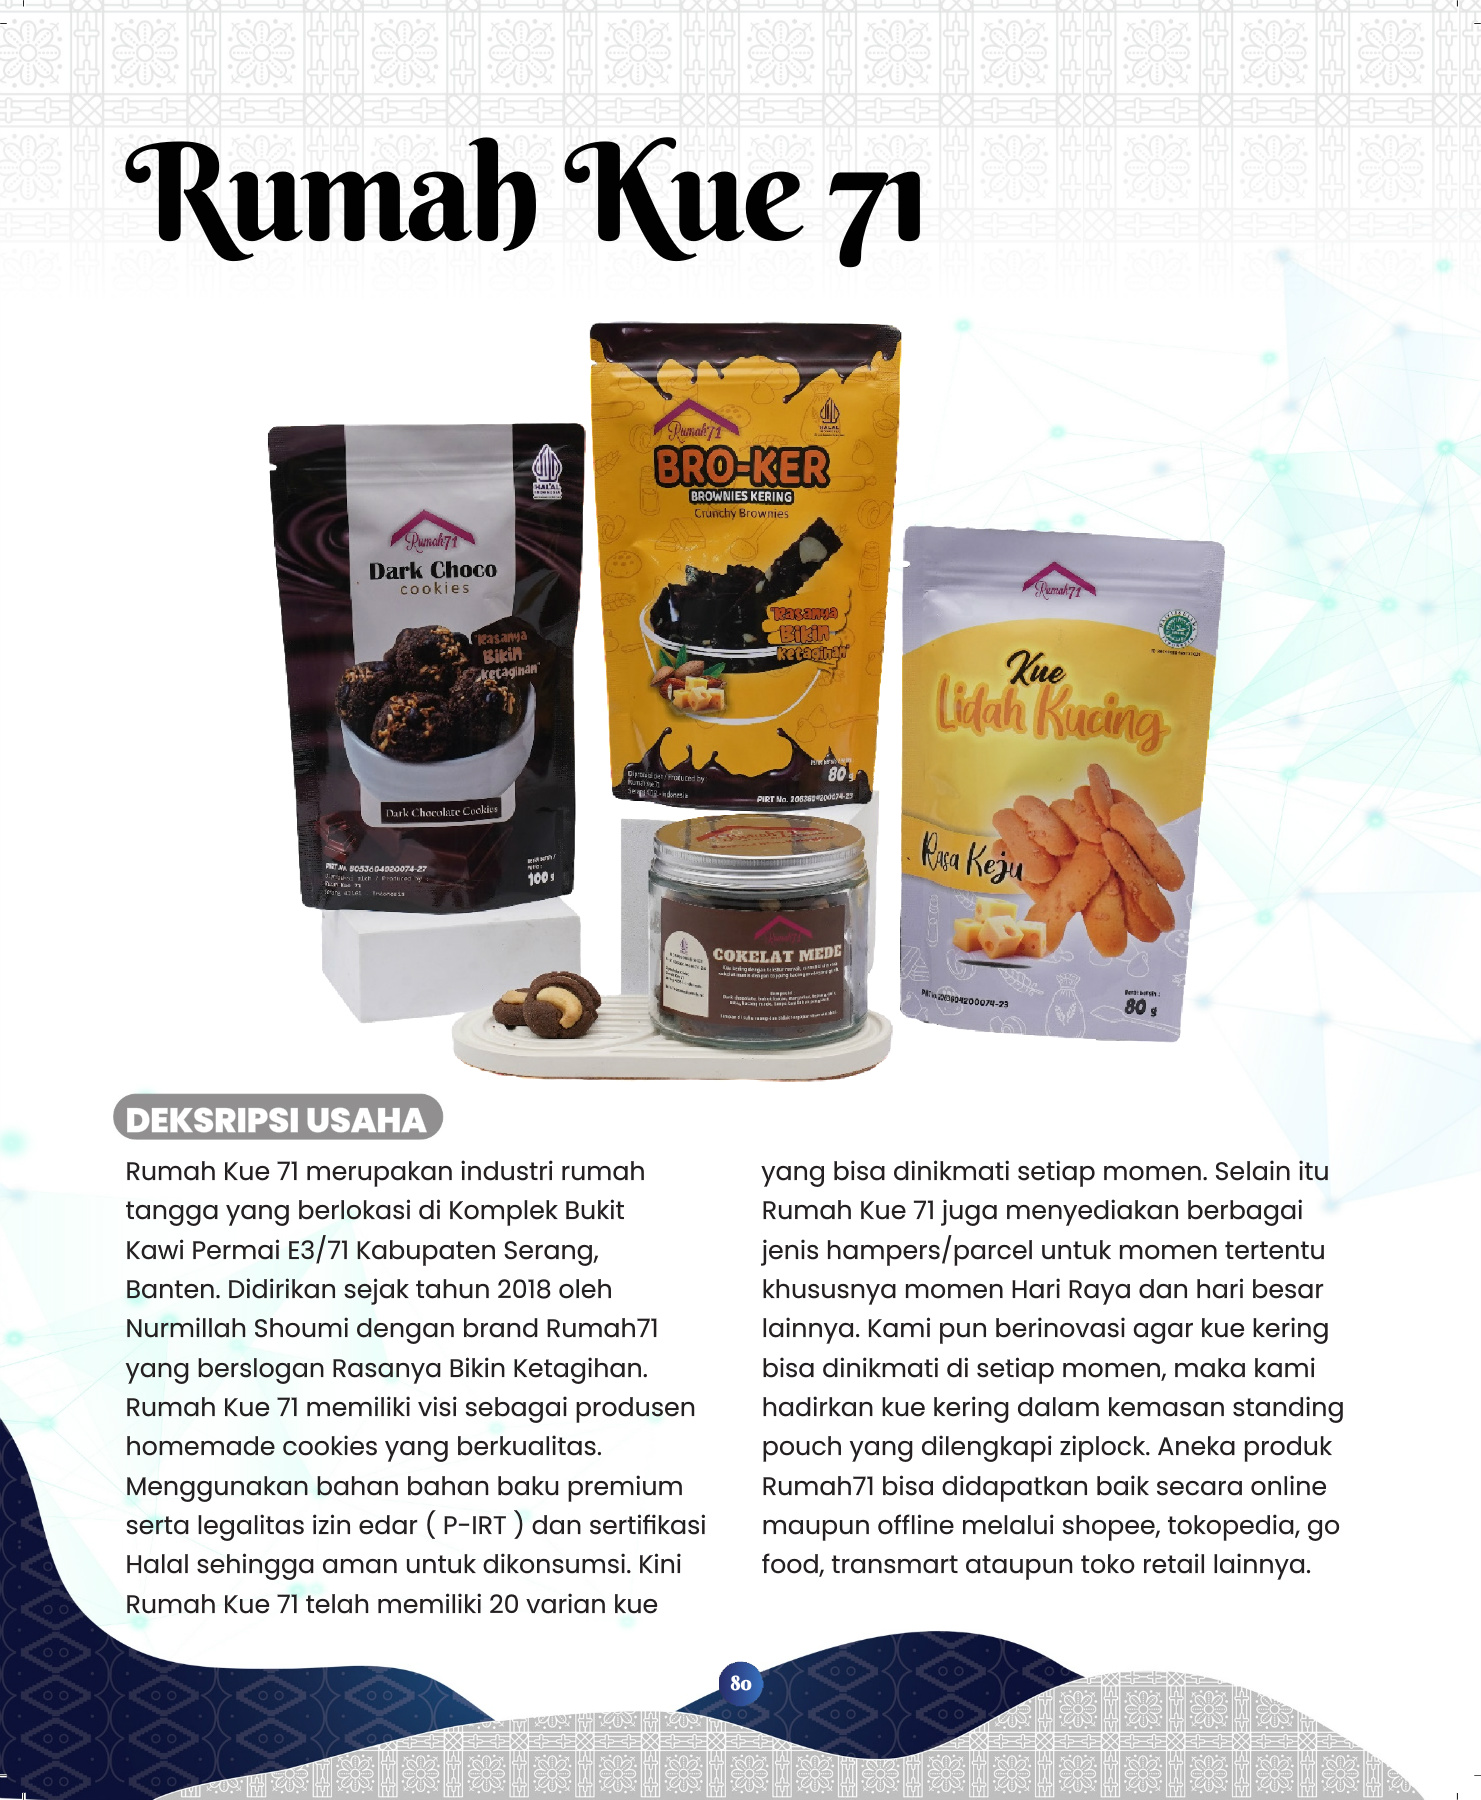 Rumah Kue 71
Rumah71
BRO-KER
BROWNIES KERING
Crunchy Brownies
"Rasanya
Bikin
Ketagihan"
80 g
HALAL
INDONESIA
Rumah71
Dark Choco
cookies
"Rasanya
Bikin
Ketagihan"
Dark Chocolate Cookies
100 g
Rumah71
Kue
Lidah Kucing
Rasa Keju
80 g
Rumah71
COKELAT MEDE
DEKSRIPSI USAHA
Rumah Kue 71 merupakan industri rumah
tangga yang berlokasi di Komplek Bukit
Kawi Permai E3/71 Kabupaten Serang,
Banten. Didirikan sejak tahun 2018 oleh
Nurmillah Shoumi dengan brand Rumah71
yang berslogan Rasanya Bikin Ketagihan.
Rumah Kue 71 memiliki visi sebagai produsen
homemade cookies yang berkualitas.
Menggunakan bahan bahan baku premium
serta legalitas izin edar ( P-IRT ) dan sertifikasi
Halal sehingga aman untuk dikonsumsi. Kini
Rumah Kue 71 telah memiliki 20 varian kue
yang bisa dinikmati setiap momen. Selain itu
Rumah Kue 71 juga menyediakan berbagai
jenis hampers/parcel untuk momen tertentu
khususnya momen Hari Raya dan hari besar
lainnya. Kami pun berinovasi agar kue kering
bisa dinikmati di setiap momen, maka kami
hadirkan kue kering dalam kemasan standing
pouch yang dilengkapi ziplock. Aneka produk
Rumah71 bisa didapatkan baik secara online
maupun offline melalui shopee, tokopedia, go
food, transmart ataupun toko retail lainnya.
80